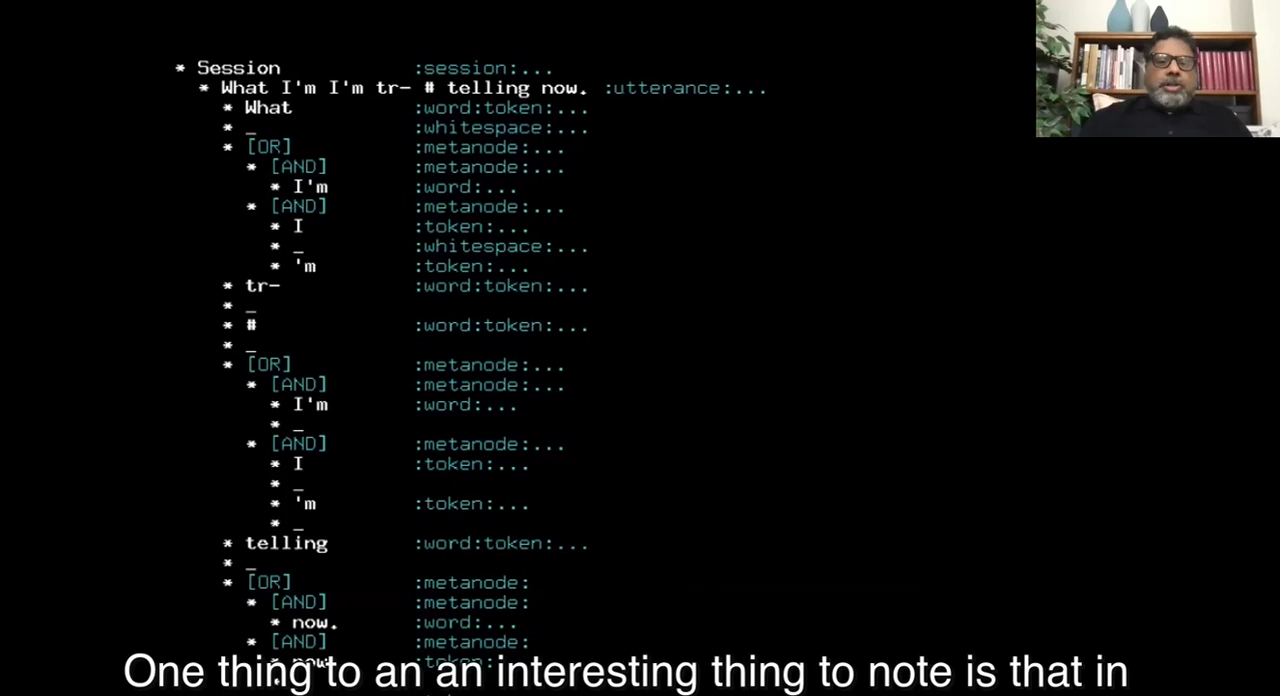 * Session :session:...
* What I'm I'm tr- # telling now. :utterance:...
* What :word:token:...
* _ :whitespace:...
* [OR] :metanode:...
* [AND] :metanode:...
* I'm :word:...
* [AND] :metanode:...
* I :token:...
* _ :whitespace:...
* 'm :token:...
* tr- :word:token:...
* _
* # :word:token:...
* _
* [OR] :metanode:...
* [AND] :metanode:...
* I'm :word:...
* _
* [AND] :metanode:...
* I :token:...
* _
* 'm :token:...
* _
* telling :word:token:...
* _
* [OR] :metanode:
* [AND] :metanode:
* now. :word:...
* [AND] :metanode:
One thing to an an interesting thing to note is that in